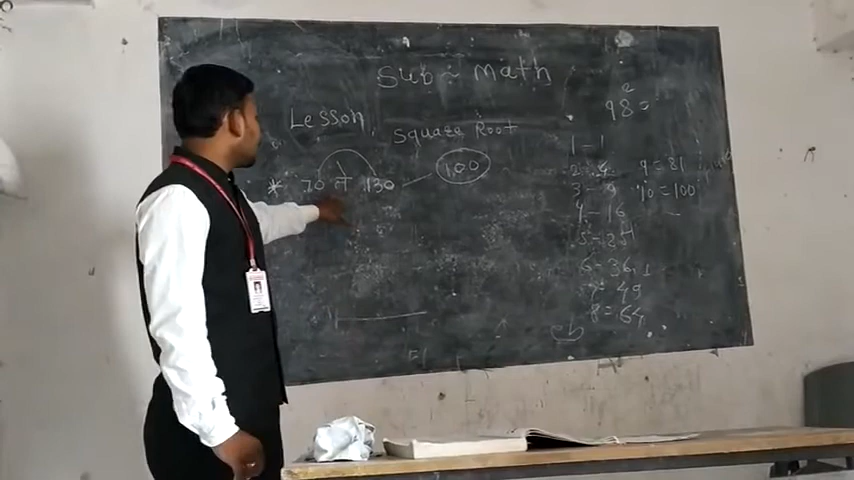 Sub ~ Math
Lesson
Square Root
* 70 से 130
100
98² =
1 - 1
2 - 4
3 - 9
4 - 16
5 - 25
6 - 36
7 = 49
8 = 64
9 = 81
10 = 100